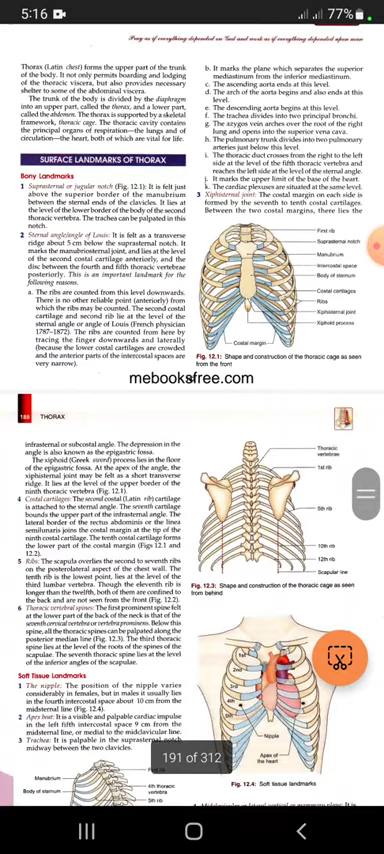 5:16
77%
Pray as if everything depended on God and work as if everything depended upon man
Thorax (Latin chest) forms the upper part of the trunk
of the body. It not only permits boarding and lodging
of the thoracic viscera, but also provides necessary
shelter to some of the abdominal viscera.
The trunk of the body is divided by the diaphragm
into an upper part, called the thorax, and a lower part,
called the abdomen. The thorax is supported by a skeletal
framework, thoracic cage. The thoracic cavity contains
the principal organs of respiration—the lungs and of
circulation—the heart, both of which are vital for life.
SURFACE LANDMARKS OF THORAX
Bony Landmarks
1 Suprasternal or jugular notch (Fig. 12.1): It is felt just
above the superior border of the manubrium
between the sternal ends of the clavicles. It lies at
the level of the lower border of the body of the second
thoracic vertebra. The trachea can be palpated in this
notch.
2 Sternal angle/angle of Louis: It is felt as a transverse
ridge about 5 cm below the suprasternal notch. It
marks the manubriosternal joint, and lies at the level
of the second costal cartilage anteriorly, and the
disc between the fourth and fifth thoracic vertebrae
posteriorly. This is an important landmark for the
following reasons.
a. The ribs are counted from this level downwards.
There is no other reliable point (anteriorly) from
which the ribs may be counted. The second costal
cartilage and second rib lie at the level of the
sternal angle or angle of Louis (French physician
1787–1872). The ribs are counted from here by
tracing the finger downwards and laterally
(because the lower costal cartilages are crowded
and the anterior parts of the intercostal spaces are
very narrow).
b. It marks the plane which separates the superior
mediastinum from the inferior mediastinum.
c. The ascending aorta ends at this level.
d. The arch of the aorta begins and also ends at this
level.
e. The descending aorta begins at this level.
f. The trachea divides into two principal bronchi.
g. The azygos vein arches over the root of the right
lung and opens into the superior vena cava.
h. The pulmonary trunk divides into two pulmonary
arteries just below this level.
i. The thoracic duct crosses from the right to the left
side at the level of the fifth thoracic vertebra and
reaches the left side at the level of the sternal angle.
j. It marks the upper limit of the base of the heart.
k. The cardiac plexuses are situated at the same level.
3 Xiphisternal joint: The costal margin on each side is
formed by the seventh to tenth costal cartilages.
Between the two costal margins, there lies the
First rib
Suprasternal notch
Manubrium
Intercostal space
Body of sternum
Costal cartilages
Ribs
Xiphisternal joint
Xiphoid process
Costal margin
Fig. 12.1: Shape and construction of the thoracic cage as seen
from the front
mebooksfree.com
188 THORAX
infrasternal or subcostal angle. The depression in the
angle is also known as the epigastric fossa.
The xiphoid (Greek sword) process lies in the floor
of the epigastric fossa. At the apex of the angle, the
xiphisternal joint may be felt as a short transverse
ridge. It lies at the level of the upper border of the
ninth thoracic vertebra (Fig. 12.1).
4 Costal cartilages: The second costal (Latin rib) cartilage
is attached to the sternal angle. The seventh cartilage
bounds the upper part of the infrasternal angle. The
lateral border of the rectus abdominis or the linea
semilunaris joins the costal margin at the tip of the
ninth costal cartilage. The tenth costal cartilage forms
the lower part of the costal margin (Figs 12.1 and
12.2).
5 Ribs: The scapula overlies the second to seventh ribs
on the posterolateral aspect of the chest wall. The
tenth rib is the lowest point, lies at the level of the
third lumbar vertebra. Though the eleventh rib is
longer than the twelfth, both of them are confined to
the back and are not seen from the front (Fig. 12.2).
6 Thoracic vertebral spines: The first prominent spine felt
at the lower part of the back of the neck is that of the
seventh cervical vertebra or vertebra prominens. Below this
spine, all the thoracic spines can be palpated along the
posterior median line (Fig. 12.3). The third thoracic
spine lies at the level of the roots of the spines of the
scapulae. The seventh thoracic spine lies at the level
of the inferior angles of the scapulae.
Soft Tissue Landmarks
1 The nipple: The position of the nipple varies
considerably in females, but in males it usually lies
in the fourth intercostal space about 10 cm from the
midsternal line (Fig. 12.4).
2 Apex beat: It is a visible and palpable cardiac impulse
in the left fifth intercostal space 9 cm from the
midsternal line, or medial to the midclavicular line.
3 Trachea: It is palpable in the suprasternal notch
midway between the two clavicles.
Manubrium
Body of sternum
First rib
4th thoracic
vertebra
5th rib
Thoracic
vertebrae
1st rib
5th rib
10th rib
12th rib
Scapular line
Fig. 12.3: Shape and construction of the thoracic cage as seen
from behind
1st
2nd
3rd
4th
5th
Nipple
Apex of
the heart
Fig. 12.4: Soft tissue landmarks
191 of 312